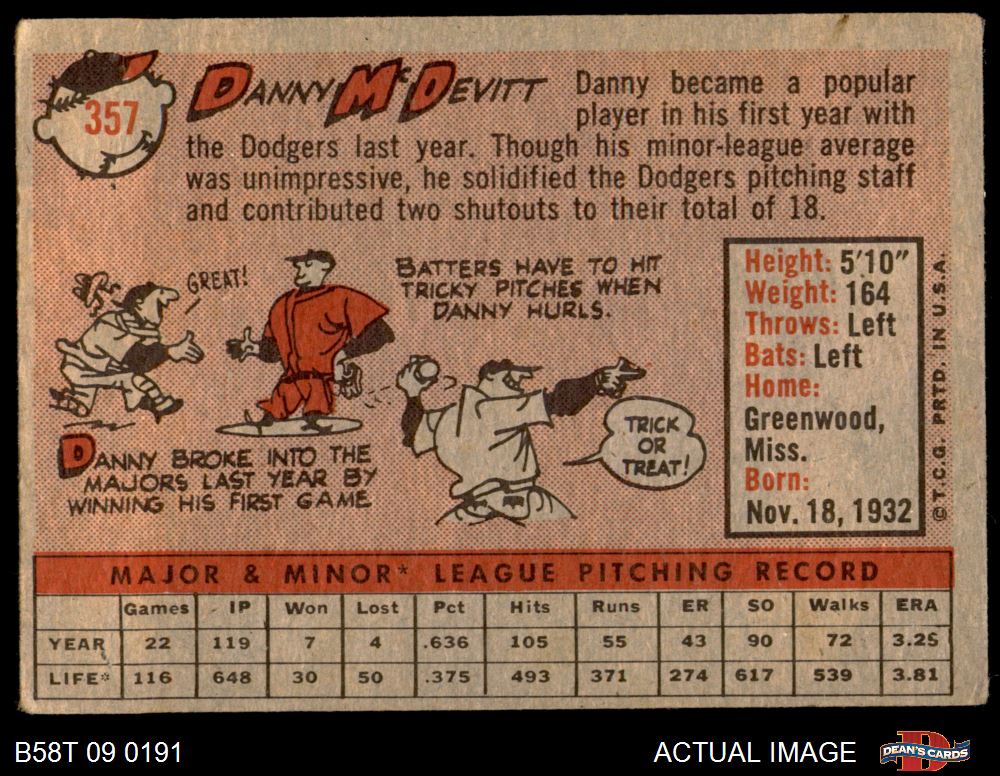 357
DANNY McDEVITT
Danny became a popular
player in his first year with
the Dodgers last year. Though his minor-league average
was unimpressive, he solidified the Dodgers pitching staff
and contributed two shutouts to their total of 18.
GREAT!
DANNY BROKE INTO THE
MAJORS LAST YEAR BY
WINNING HIS FIRST GAME
BATTERS HAVE TO HIT
TRICKY PITCHES WHEN
DANNY HURLS.
TRICK
OR
TREAT!
Height: 5'10"
Weight: 164
Throws: Left
Bats: Left
Home:
Greenwood,
Miss.
Born:
Nov. 18, 1932
© T.C.G. PRTD. IN U.S.A.
MAJOR & MINOR* LEAGUE PITCHING RECORD
Games IP Won Lost Pct Hits Runs ER SO Walks ERA
YEAR 22 119 7 4 .636 105 55 43 90 72 3.25
LIFE* 116 648 30 50 .375 493 371 274 617 539 3.81
B58T 09 0191
ACTUAL IMAGE
D
DEAN'S CARDS